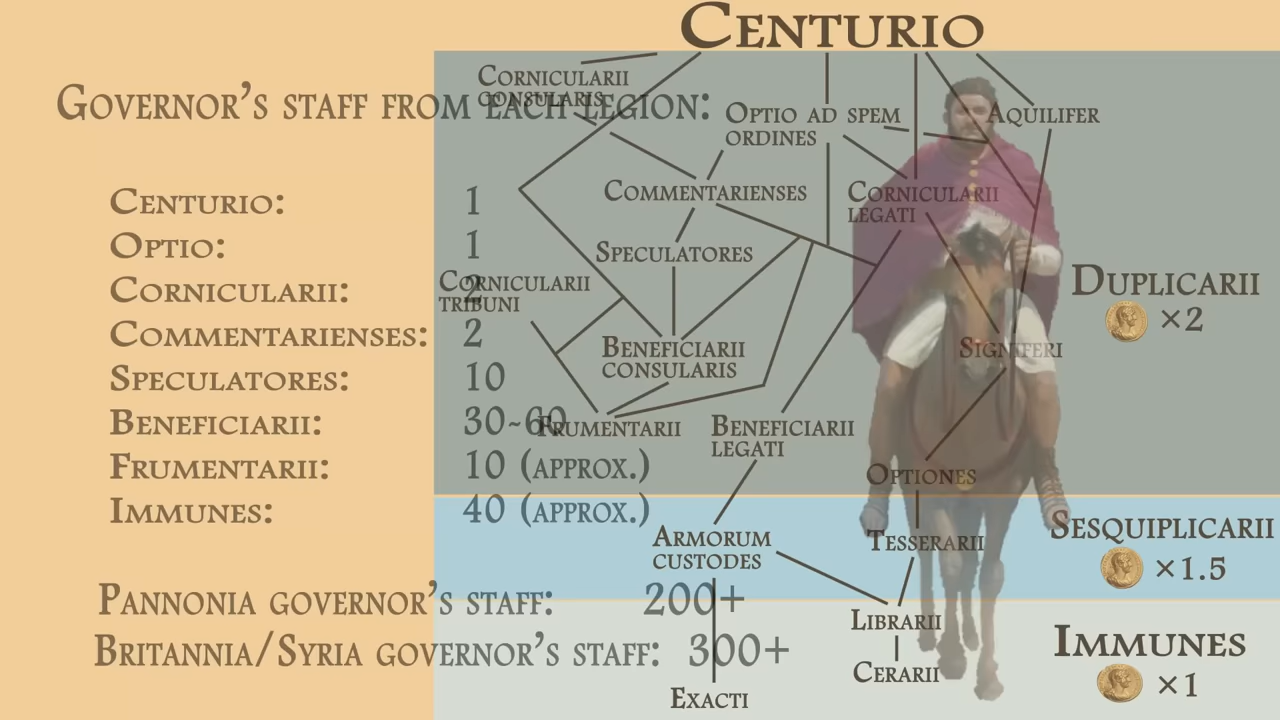 Centurio
Governor's staff from each legion:
Centurio: 1
Optio: 1
Cornicularii: 2
Commentarienses: 2
Speculatores: 10
Beneficiarii: 30~60
Frumentarii: 10 (approx.)
Immunes: 40 (approx.)
Pannonia governor's staff: 200+
Britannia/Syria governor's staff: 300+
Cornicularii
consularis
Optio ad spem
ordines
Aquilifer
Commentarienses
Cornicularii
legati
Speculatores
Cornicularii
tribuni
Beneficiarii
consularis
Signiferi
Frumentarii
Beneficiarii
legati
Optiones
Armorum
custodes
Tesserarii
Librarii
Cerarii
Exacti
Duplicarii
×2
Sesquiplicarii
×1.5
Immunes
×1